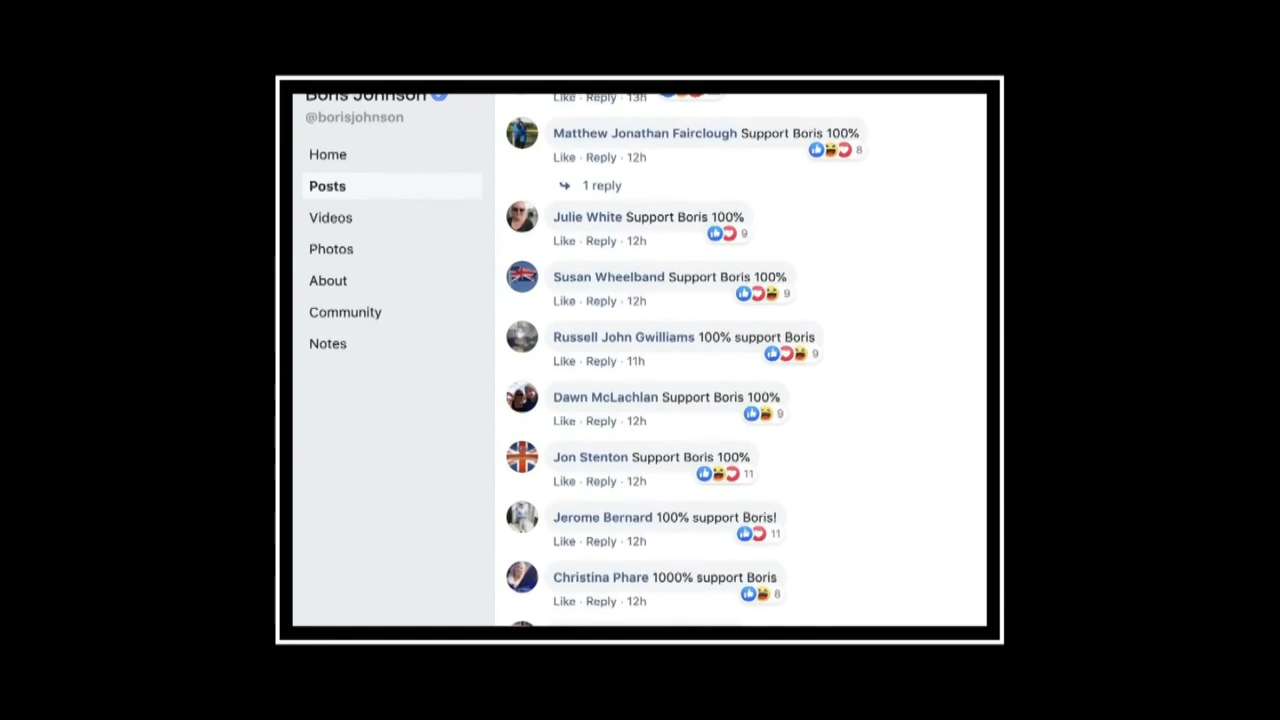 Boris Johnson
@borisjohnson
Home
Posts
Videos
Photos
About
Community
Notes
Like · Reply · 13h
Matthew Jonathan Fairclough Support Boris 100%
8
Like · Reply · 12h
1 reply
Julie White Support Boris 100%
9
Like · Reply · 12h
Susan Wheelband Support Boris 100%
9
Like · Reply · 12h
Russell John Gwilliams 100% support Boris
9
Like · Reply · 11h
Dawn McLachlan Support Boris 100%
9
Like · Reply · 12h
Jon Stenton Support Boris 100%
11
Like · Reply · 12h
Jerome Bernard 100% support Boris!
11
Like · Reply · 12h
Christina Phare 1000% support Boris
8
Like · Reply · 12h